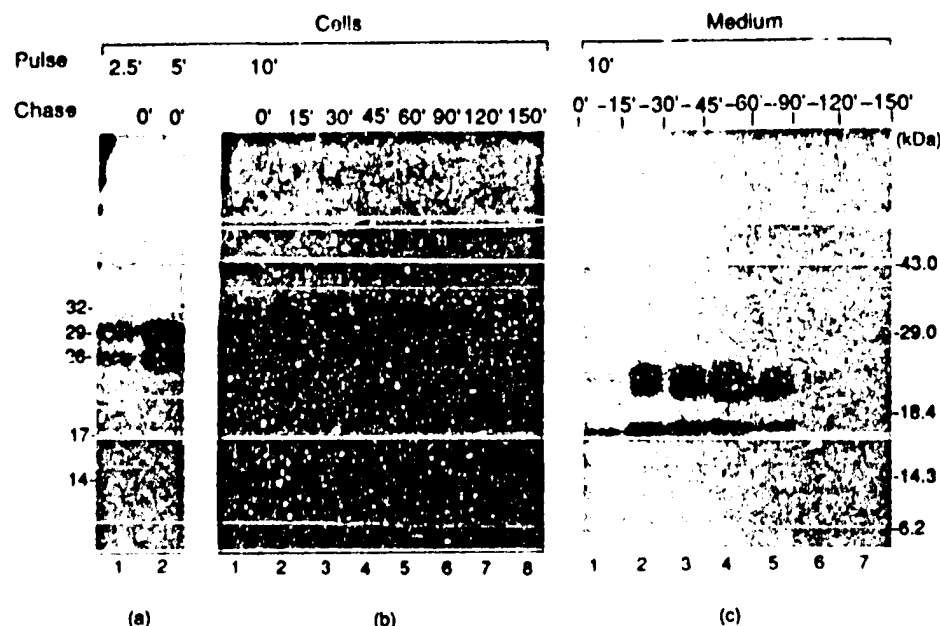 Cells Medium
Pulse 2.5' 5' 10' 10'
Chase 0' 0' 0' 15' 30' 45' 60' 90' 120' 150' 0' -15' -30' -45' -60' -90' -120' -150'
(kDa)
-43.0
32-
29- -29.0
26-
-18.4
17-
14- -14.3
-6.2
1 2 1 2 3 4 5 6 7 8 1 2 3 4 5 6 7
(a) (b) (c)